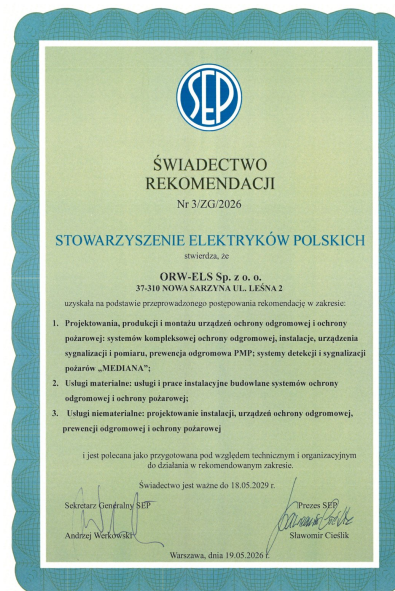 SEP
ŚWIADECTWO
REKOMENDACJI
Nr 3/ZG/2026
STOWARZYSZENIE ELEKTRYKÓW POLSKICH
stwierdza, że
ORW-ELS Sp. z o. o.
37-310 NOWA SARZYNA UL. LEŚNA 2
uzyskała na podstawie przeprowadzonego postępowania rekomendację w zakresie:
1. Projektowania, produkcji i montażu urządzeń ochrony odgromowej i ochrony
pożarowej: systemów kompleksowej ochrony odgromowej, instalacje, urządzenia
sygnalizacji i pomiaru, prewencja odgromowa PMP; systemy detekcji i sygnalizacji
pożarów „MEDIANA”;
2. Usługi materialne: usługi i prace instalacyjne budowlane systemów ochrony
odgromowej i ochrony pożarowej;
3. Usługi niematerialne: projektowanie instalacji, urządzeń ochrony odgromowej,
prewencji odgromowej i ochrony pożarowej
i jest polecana jako przygotowana pod względem technicznym i organizacyjnym
do działania w rekomendowanym zakresie.
Świadectwo jest ważne do 18.05.2029 r.
Sekretarz Generalny SEP
Prezes SEP
Andrzej Werkowski
Sławomir Cieślik
Warszawa, dnia 19.05.2026 r.